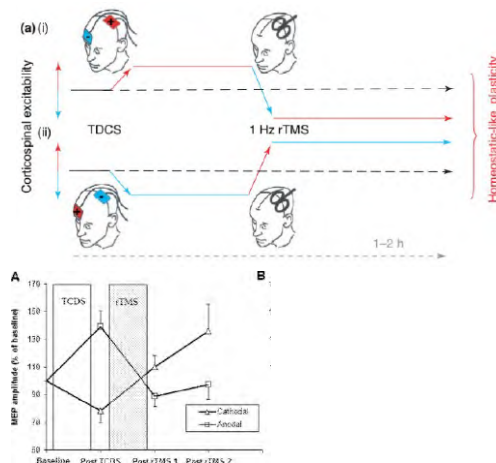 (a) (i)
Corticospinal excitability
TDCS
1 Hz rTMS
Homeostatic-like plasticity
(ii)
1–2 h
A
B
MEP amplitude (% of baseline)
170
150
130
110
90
70
TCDS
rTMS
Cathodal
Anodal
Baseline
Post TCDS
Post rTMS 1
Post rTMS 2